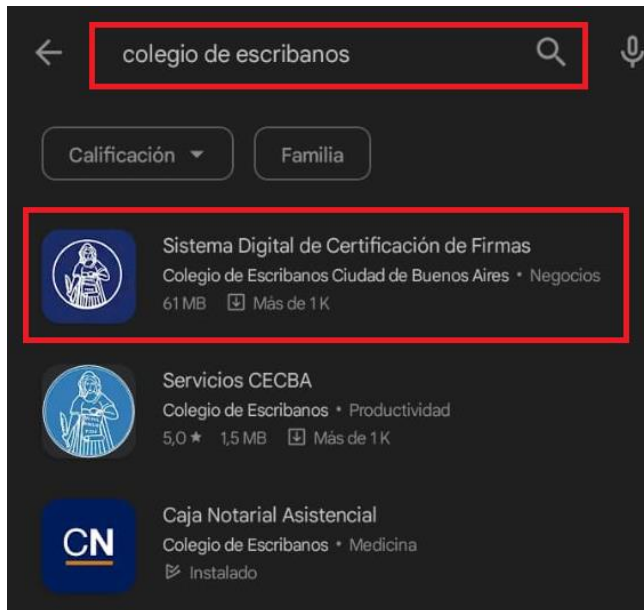 colegio de escribanos
Calificación
Familia
Sistema Digital de Certificación de Firmas
Colegio de Escribanos Ciudad de Buenos Aires • Negocios
61 MB Más de 1 K
Servicios CECBA
Colegio de Escribanos • Productividad
5,0 ★ 1,5 MB Más de 1 K
CN
Caja Notarial Asistencial
Colegio de Escribanos • Medicina
Instalado